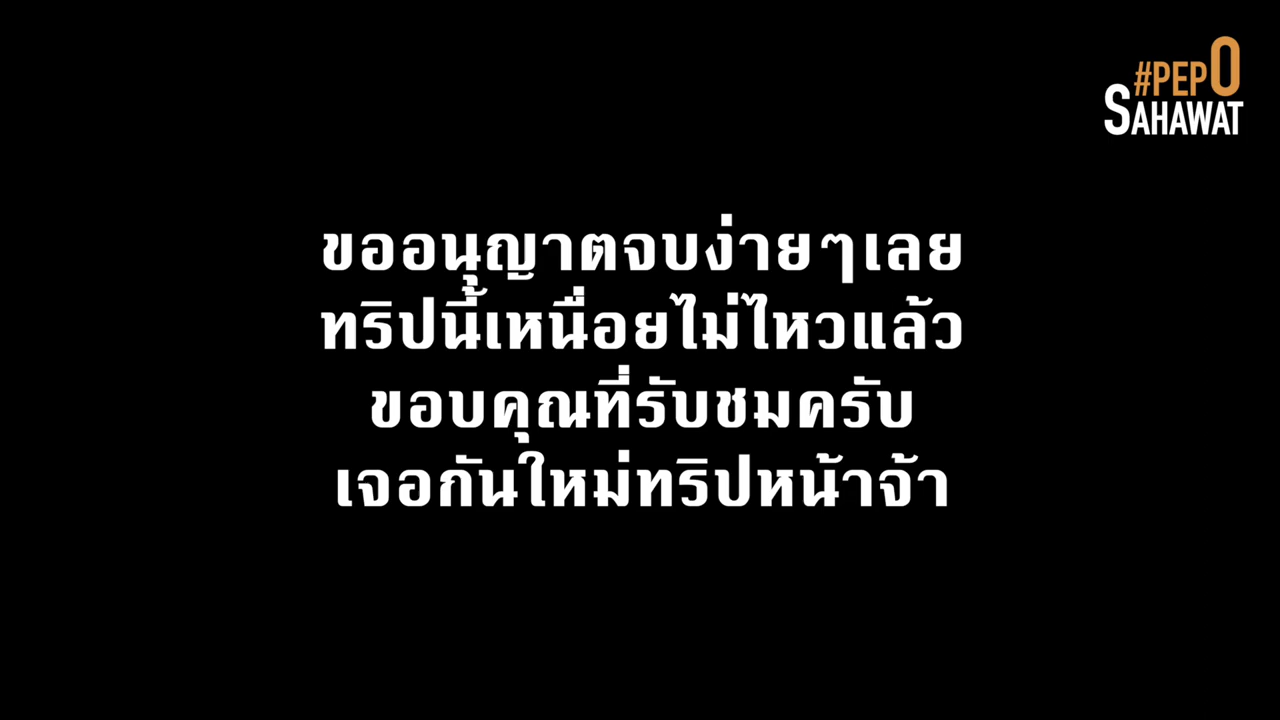 #PEPO
SAHAWAT
ขออนุญาตจบง่ายๆเลย
ทริปนี้เหนื่อยไม่ไหวแล้ว
ขอบคุณที่รับชมครับ
เจอกันใหม่ทริปหน้าจ้า